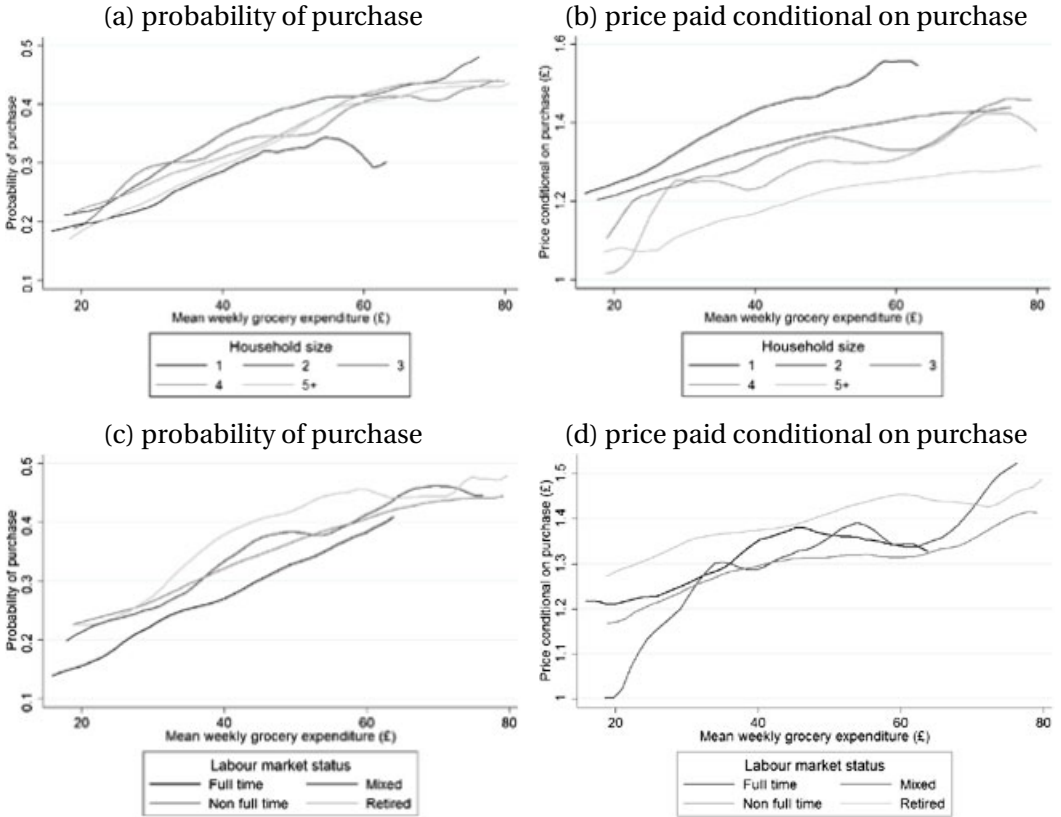 (a) probability of purchase
0.5
0.4
0.3
0.2
0.1
Probability of purchase
20 40 60 80
Mean weekly grocery expenditure (£)
Household size
1 2 3
4 5+
(b) price paid conditional on purchase
1.6
1.4
1.2
1
Price conditional on purchase (£)
20 40 60 80
Mean weekly grocery expenditure (£)
Household size
1 2 3
4 5+
(c) probability of purchase
0.5
0.4
0.3
0.2
0.1
Probability of purchase
20 40 60 80
Mean weekly grocery expenditure (£)
Labour market status
Full time Mixed
Non full time Retired
(d) price paid conditional on purchase
1.5
1.4
1.3
1.2
1.1
1
Price conditional on purchase (£)
20 40 60 80
Mean weekly grocery expenditure (£)
Labour market status
Full time Mixed
Non full time Retired